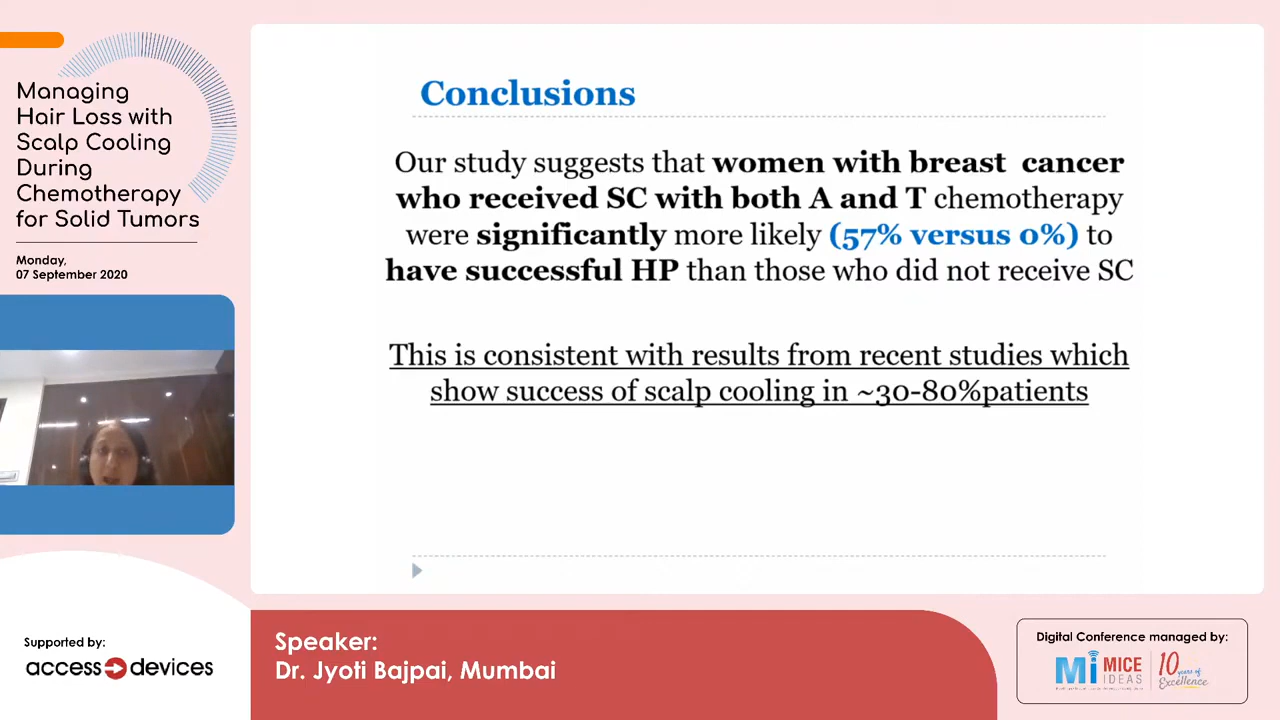 Managing
Hair Loss with
Scalp Cooling
During
Chemotherapy
for Solid Tumors
Monday,
07 September 2020
Conclusions
Our study suggests that women with breast cancer
who received SC with both A and T chemotherapy
were significantly more likely (57% versus 0%) to
have successful HP than those who did not receive SC
This is consistent with results from recent studies which
show success of scalp cooling in ~30-80%patients
Supported by:
access devices
Speaker:
Dr. Jyoti Bajpai, Mumbai
Digital Conference managed by:
Mi MICE
IDEAS
10 years of
Excellence